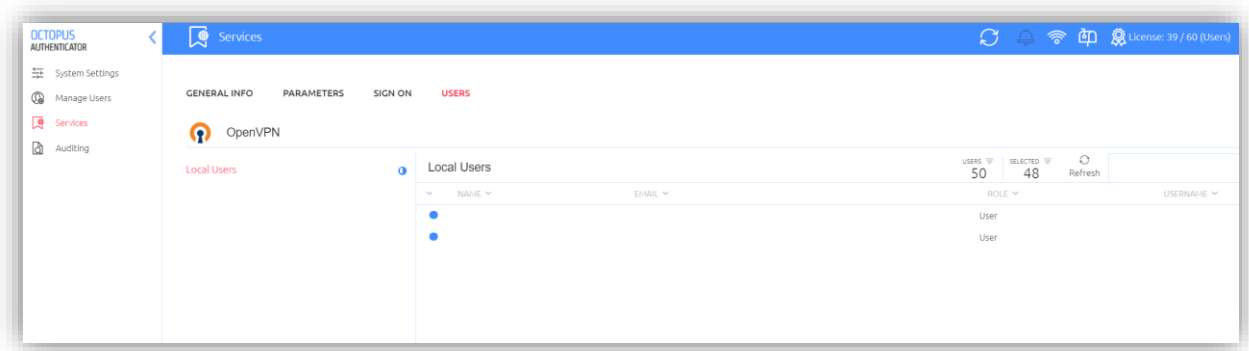 OCTOPUS
AUTHENTICATOR
Services
License: 39 / 60 (Users)
System Settings
Manage Users
Services
Auditing
GENERAL INFO PARAMETERS SIGN ON USERS
OpenVPN
Local Users
Local Users
USERS 50
SELECTED 48
Refresh
NAME EMAIL ROLE USERNAME
User
User